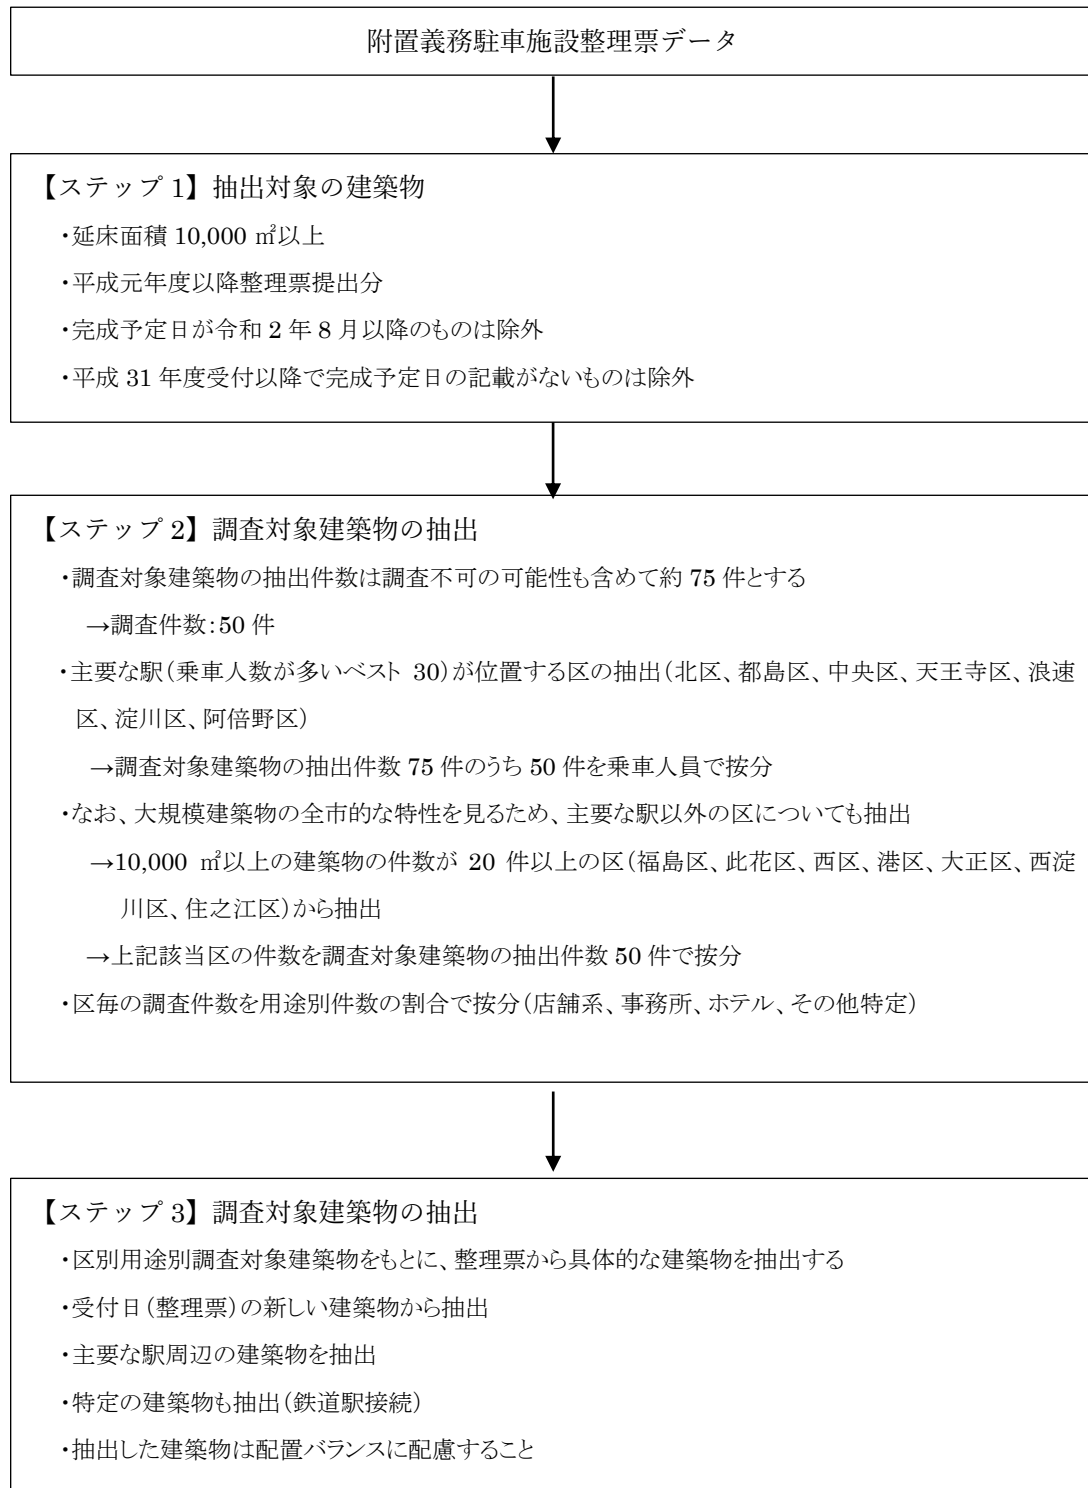 附置義務駐車施設整理票データ
【ステップ 1】抽出対象の建築物
・延床面積 10,000 ㎡以上
・平成元年度以降整理票提出分
・完成予定日が令和 2 年 8 月以降のものは除外
・平成 31 年度受付以降で完成予定日の記載がないものは除外
【ステップ 2】調査対象建築物の抽出
・調査対象建築物の抽出件数は調査不可の可能性も含めて約 75 件とする
→調査件数：50 件
・主要な駅（乗車人数が多いベスト 30）が位置する区の抽出（北区、都島区、中央区、天王寺区、浪速
区、淀川区、阿倍野区）
→調査対象建築物の抽出件数 75 件のうち 50 件を乗車人員で按分
・なお、大規模建築物の全市的な特性を見るため、主要な駅以外の区についても抽出
→10,000 ㎡以上の建築物の件数が 20 件以上の区（福島区、此花区、西区、港区、大正区、西淀
川区、住之江区）から抽出
→上記該当区の件数を調査対象建築物の抽出件数 50 件で按分
・区毎の調査件数を用途別件数の割合で按分（店舗系、事務所、ホテル、その他特定）
【ステップ 3】調査対象建築物の抽出
・区別用途別調査対象建築物をもとに、整理票から具体的な建築物を抽出する
・受付日（整理票）の新しい建築物から抽出
・主要な駅周辺の建築物を抽出
・特定の建築物も抽出（鉄道駅接続）
・抽出した建築物は配置バランスに配慮すること